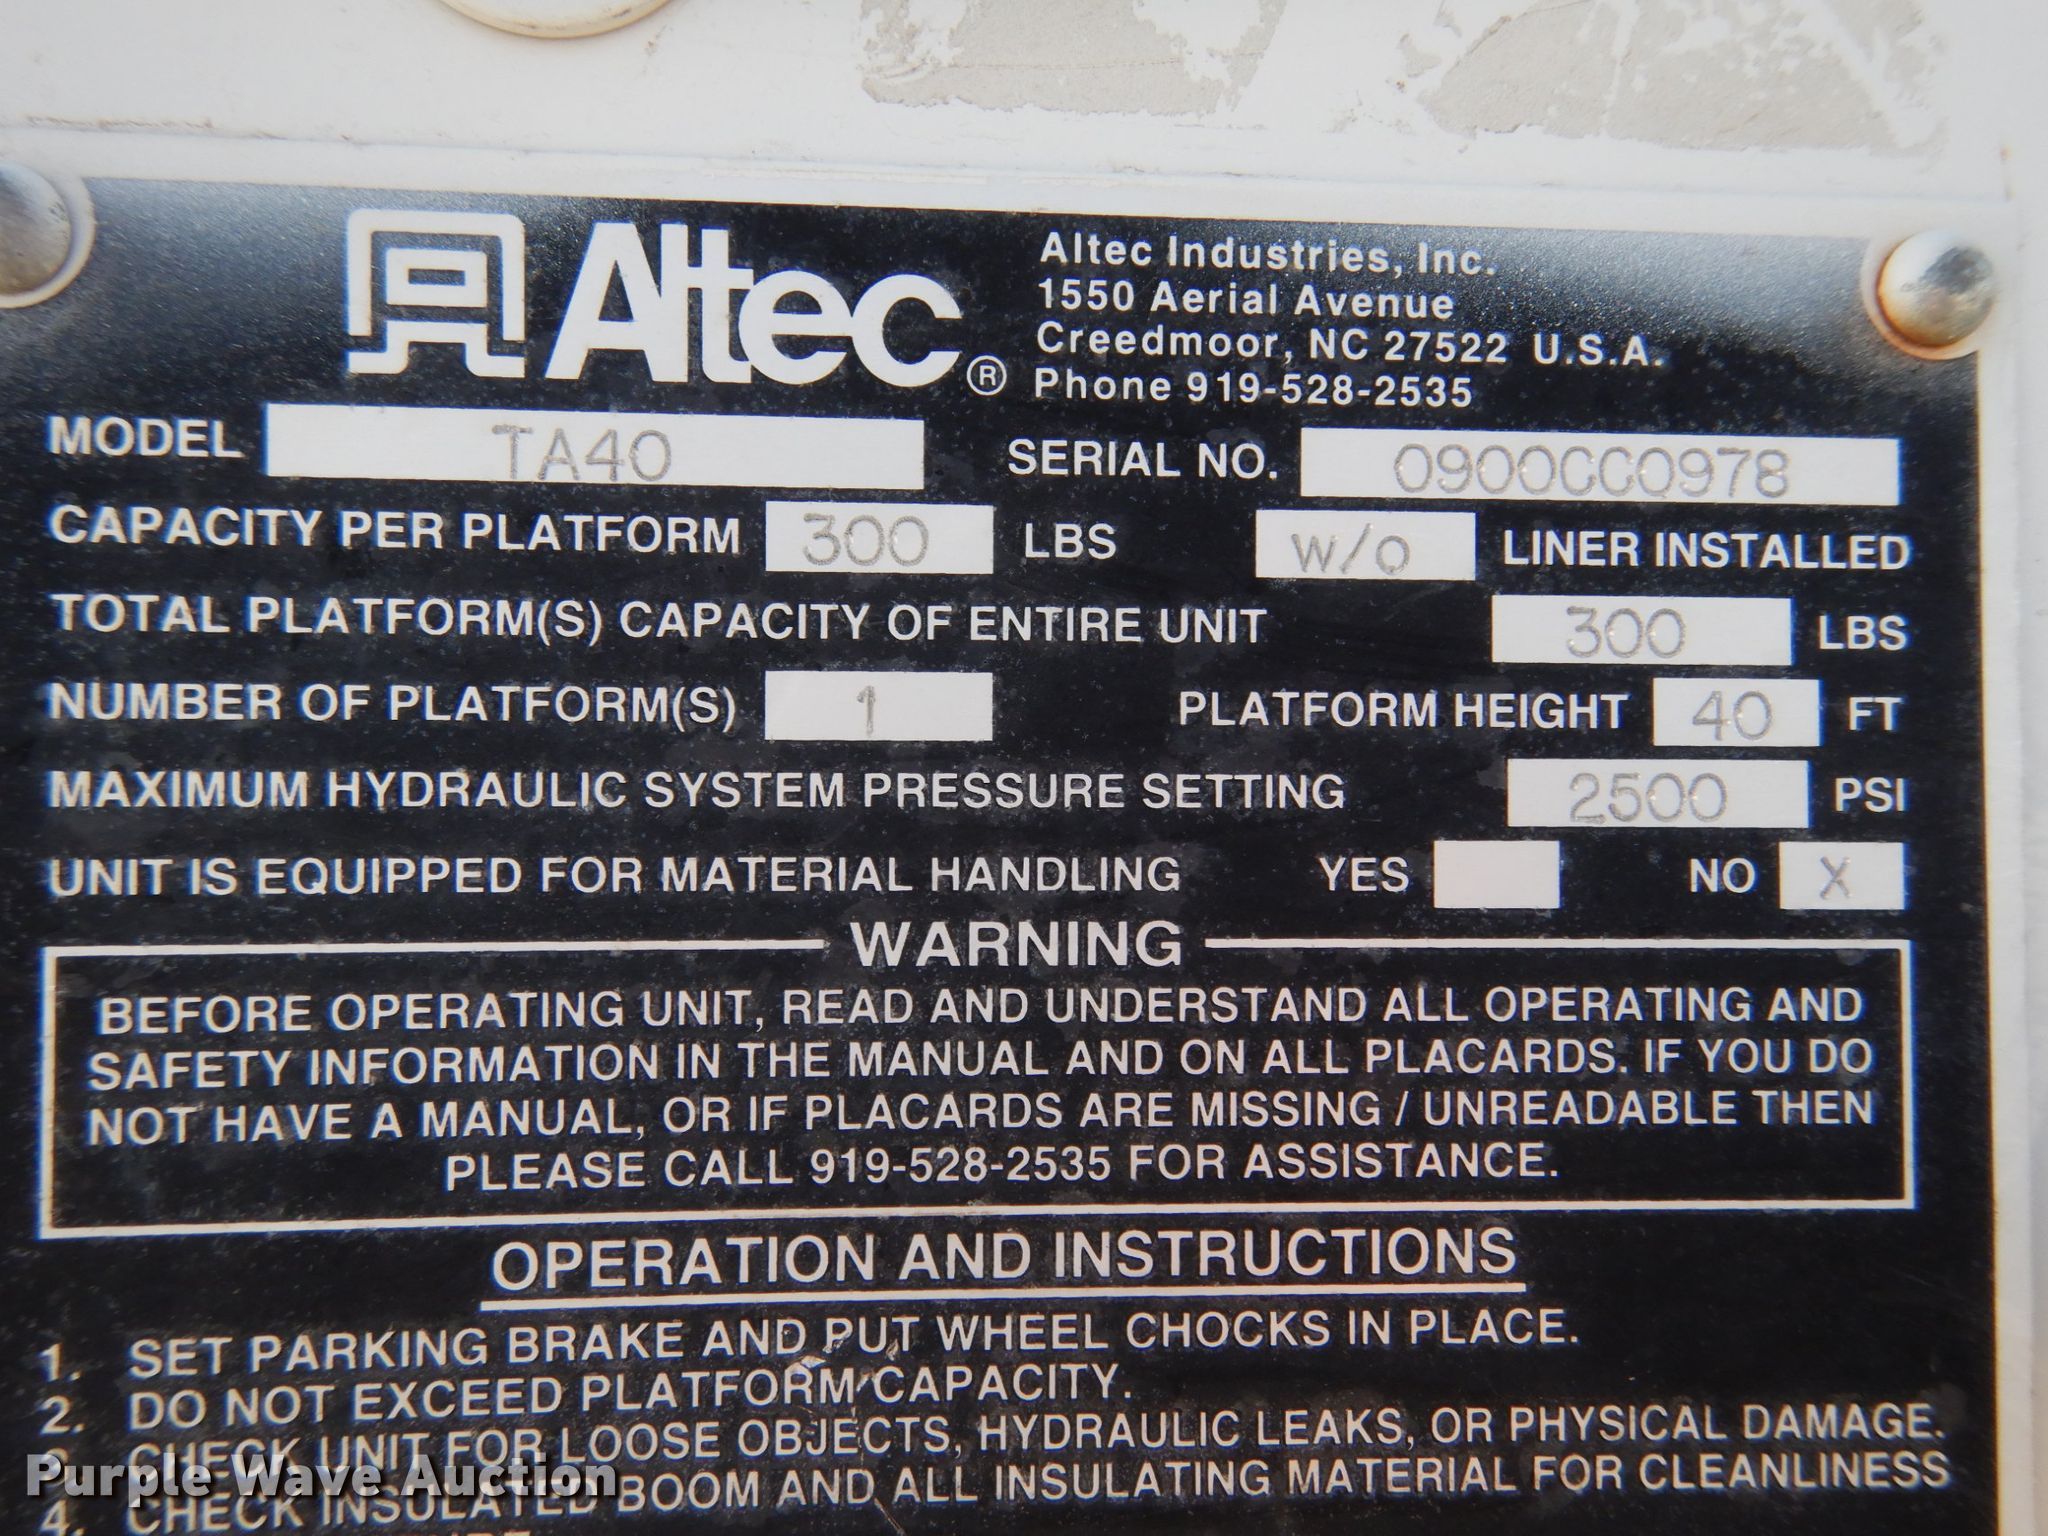 Altec®
Altec Industries, Inc.
1550 Aerial Avenue
Creedmoor, NC 27522 U.S.A.
Phone 919-528-2535
MODEL TA40 SERIAL NO. 0900CC0978
CAPACITY PER PLATFORM 300 LBS W/O LINER INSTALLED
TOTAL PLATFORM(S) CAPACITY OF ENTIRE UNIT 300 LBS
NUMBER OF PLATFORM(S) 1 PLATFORM HEIGHT 40 FT
MAXIMUM HYDRAULIC SYSTEM PRESSURE SETTING 2500 PSI
UNIT IS EQUIPPED FOR MATERIAL HANDLING YES NO X
WARNING
BEFORE OPERATING UNIT, READ AND UNDERSTAND ALL OPERATING AND
SAFETY INFORMATION IN THE MANUAL AND ON ALL PLACARDS. IF YOU DO
NOT HAVE A MANUAL, OR IF PLACARDS ARE MISSING / UNREADABLE THEN
PLEASE CALL 919-528-2535 FOR ASSISTANCE.
OPERATION AND INSTRUCTIONS
1. SET PARKING BRAKE AND PUT WHEEL CHOCKS IN PLACE.
2. DO NOT EXCEED PLATFORM CAPACITY.
3. CHECK UNIT FOR LOOSE OBJECTS, HYDRAULIC LEAKS, OR PHYSICAL DAMAGE.
4. CHECK INSULATED BOOM AND ALL INSULATING MATERIAL FOR CLEANLINESS
Purple Wave Auction